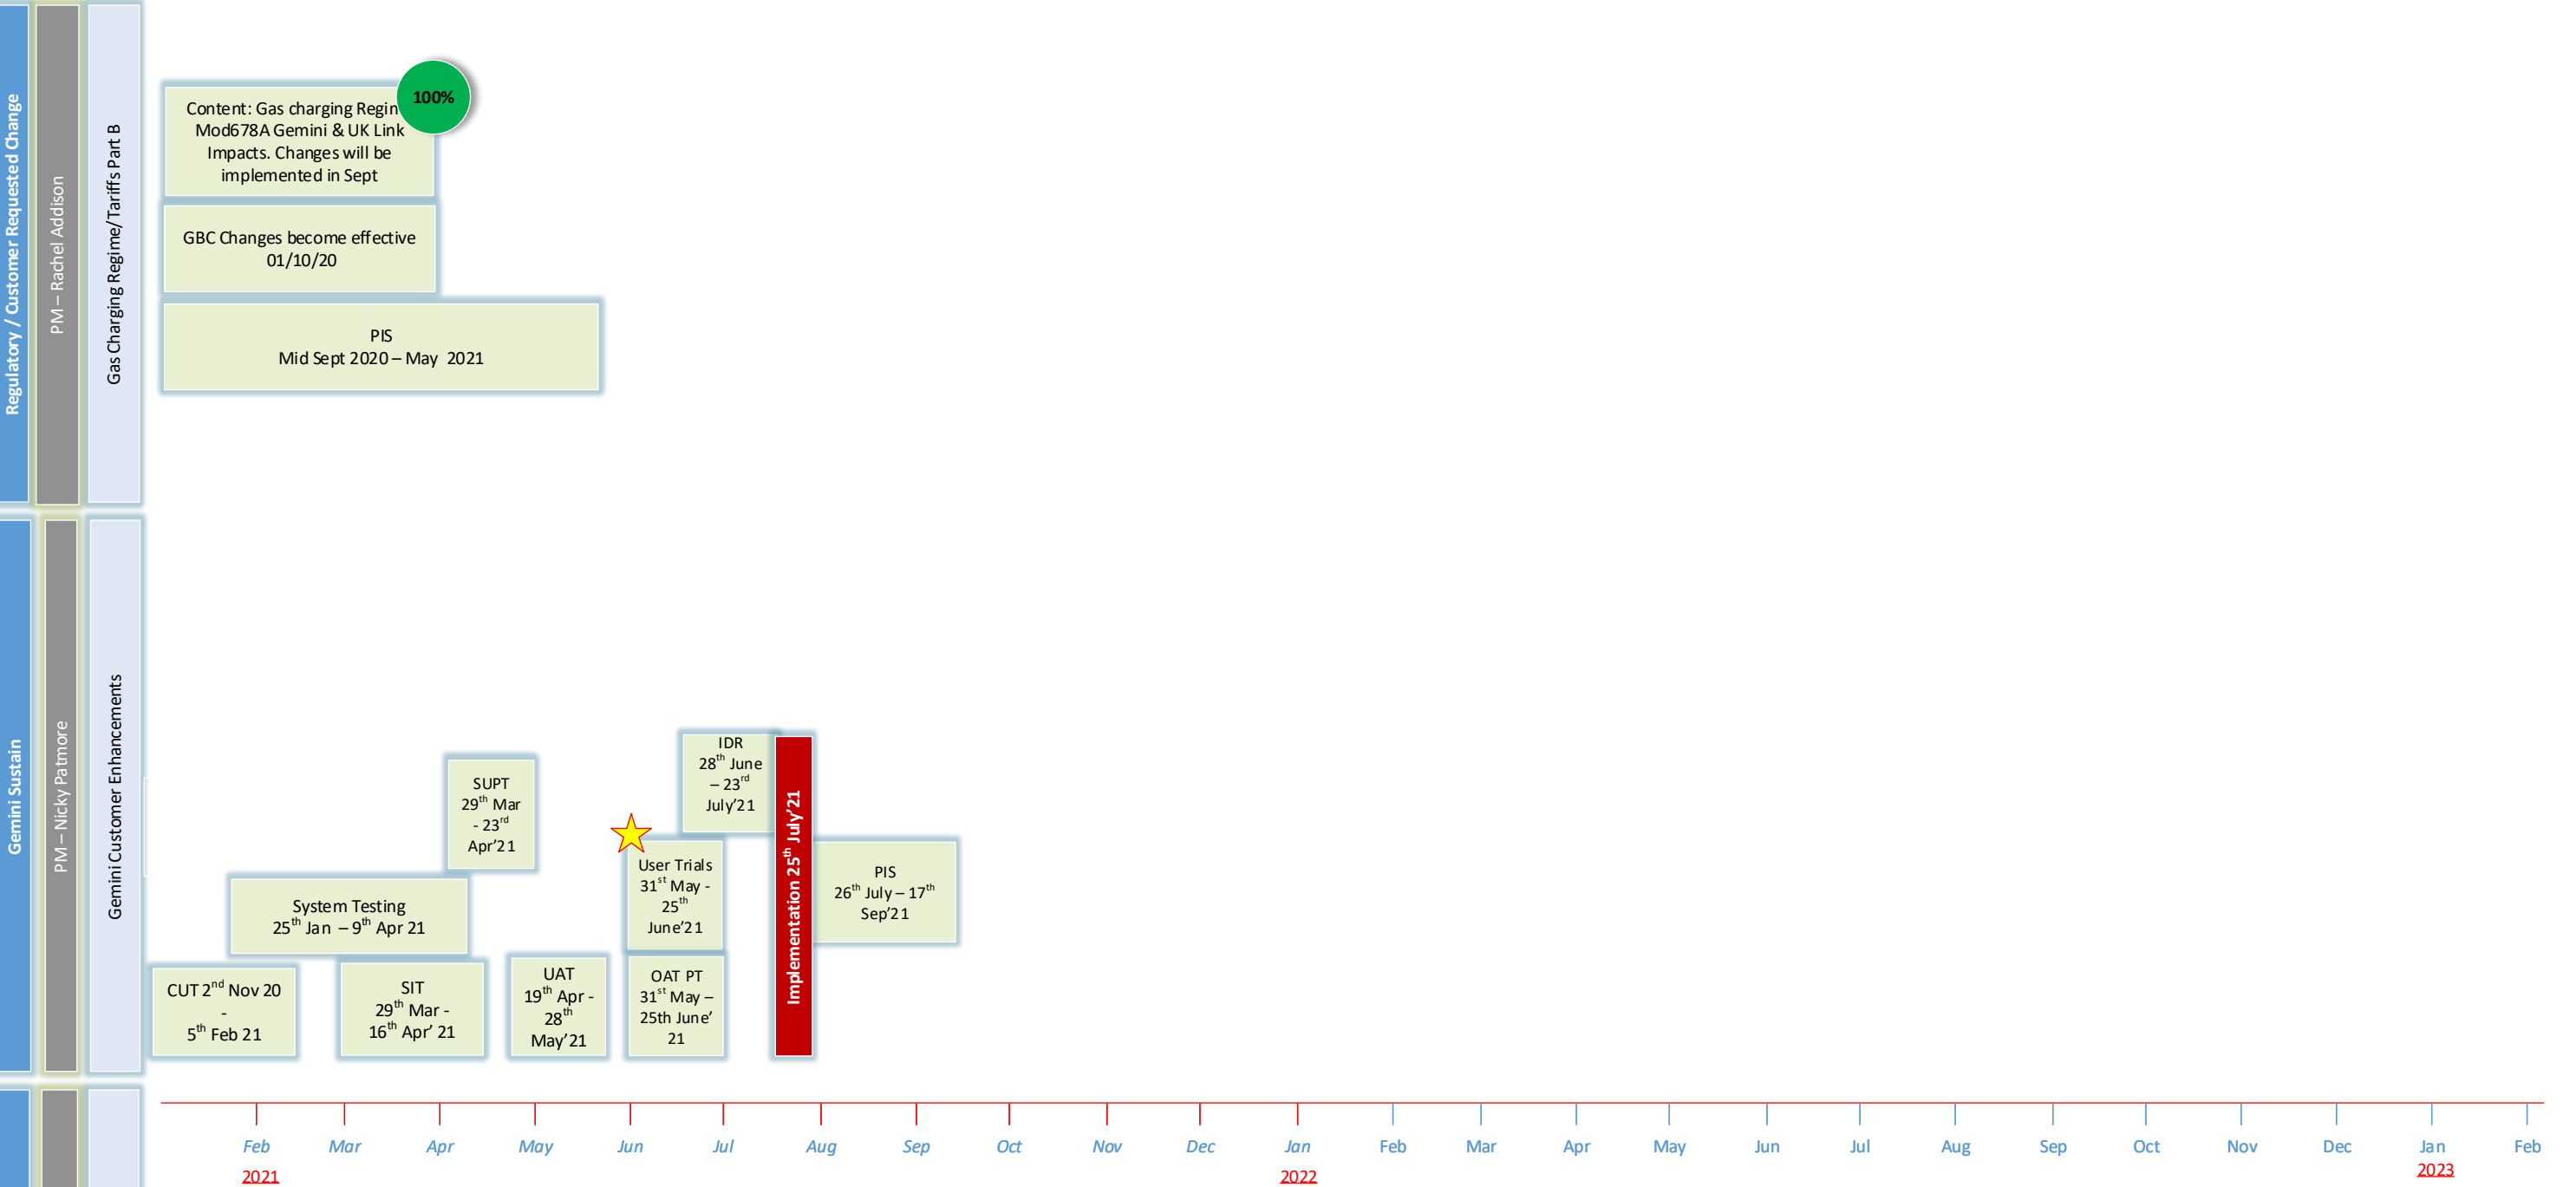 Regulatory / Customer Requested Change
PM – Rachel Addison
Gas Charging Regime/Tariffs Part B
100%
Content: Gas charging Regin
Mod678A Gemini & UK Link
Impacts. Changes will be
implemented in Sept
GBC Changes become effective
01/10/20
PIS
Mid Sept 2020 – May 2021
Gemini Sustain
PM – Nicky Patmore
Gemini Customer Enhancements
IDR
28th June
– 23rd
July’21
SUPT
29th Mar
- 23rd
Apr’21
User Trials
31st May -
25th
June’21
Implementation 25th July’21
PIS
26th July – 17th
Sep’21
System Testing
25th Jan – 9th Apr 21
CUT 2nd Nov 20
-
5th Feb 21
SIT
29th Mar -
16th Apr’ 21
UAT
19th Apr -
28th
May’21
OAT PT
31st May –
25th June’
21
Feb Mar Apr May Jun Jul Aug Sep Oct Nov Dec Jan Feb Mar Apr May Jun Jul Aug Sep Oct Nov Dec Jan Feb
2021 2022 2023